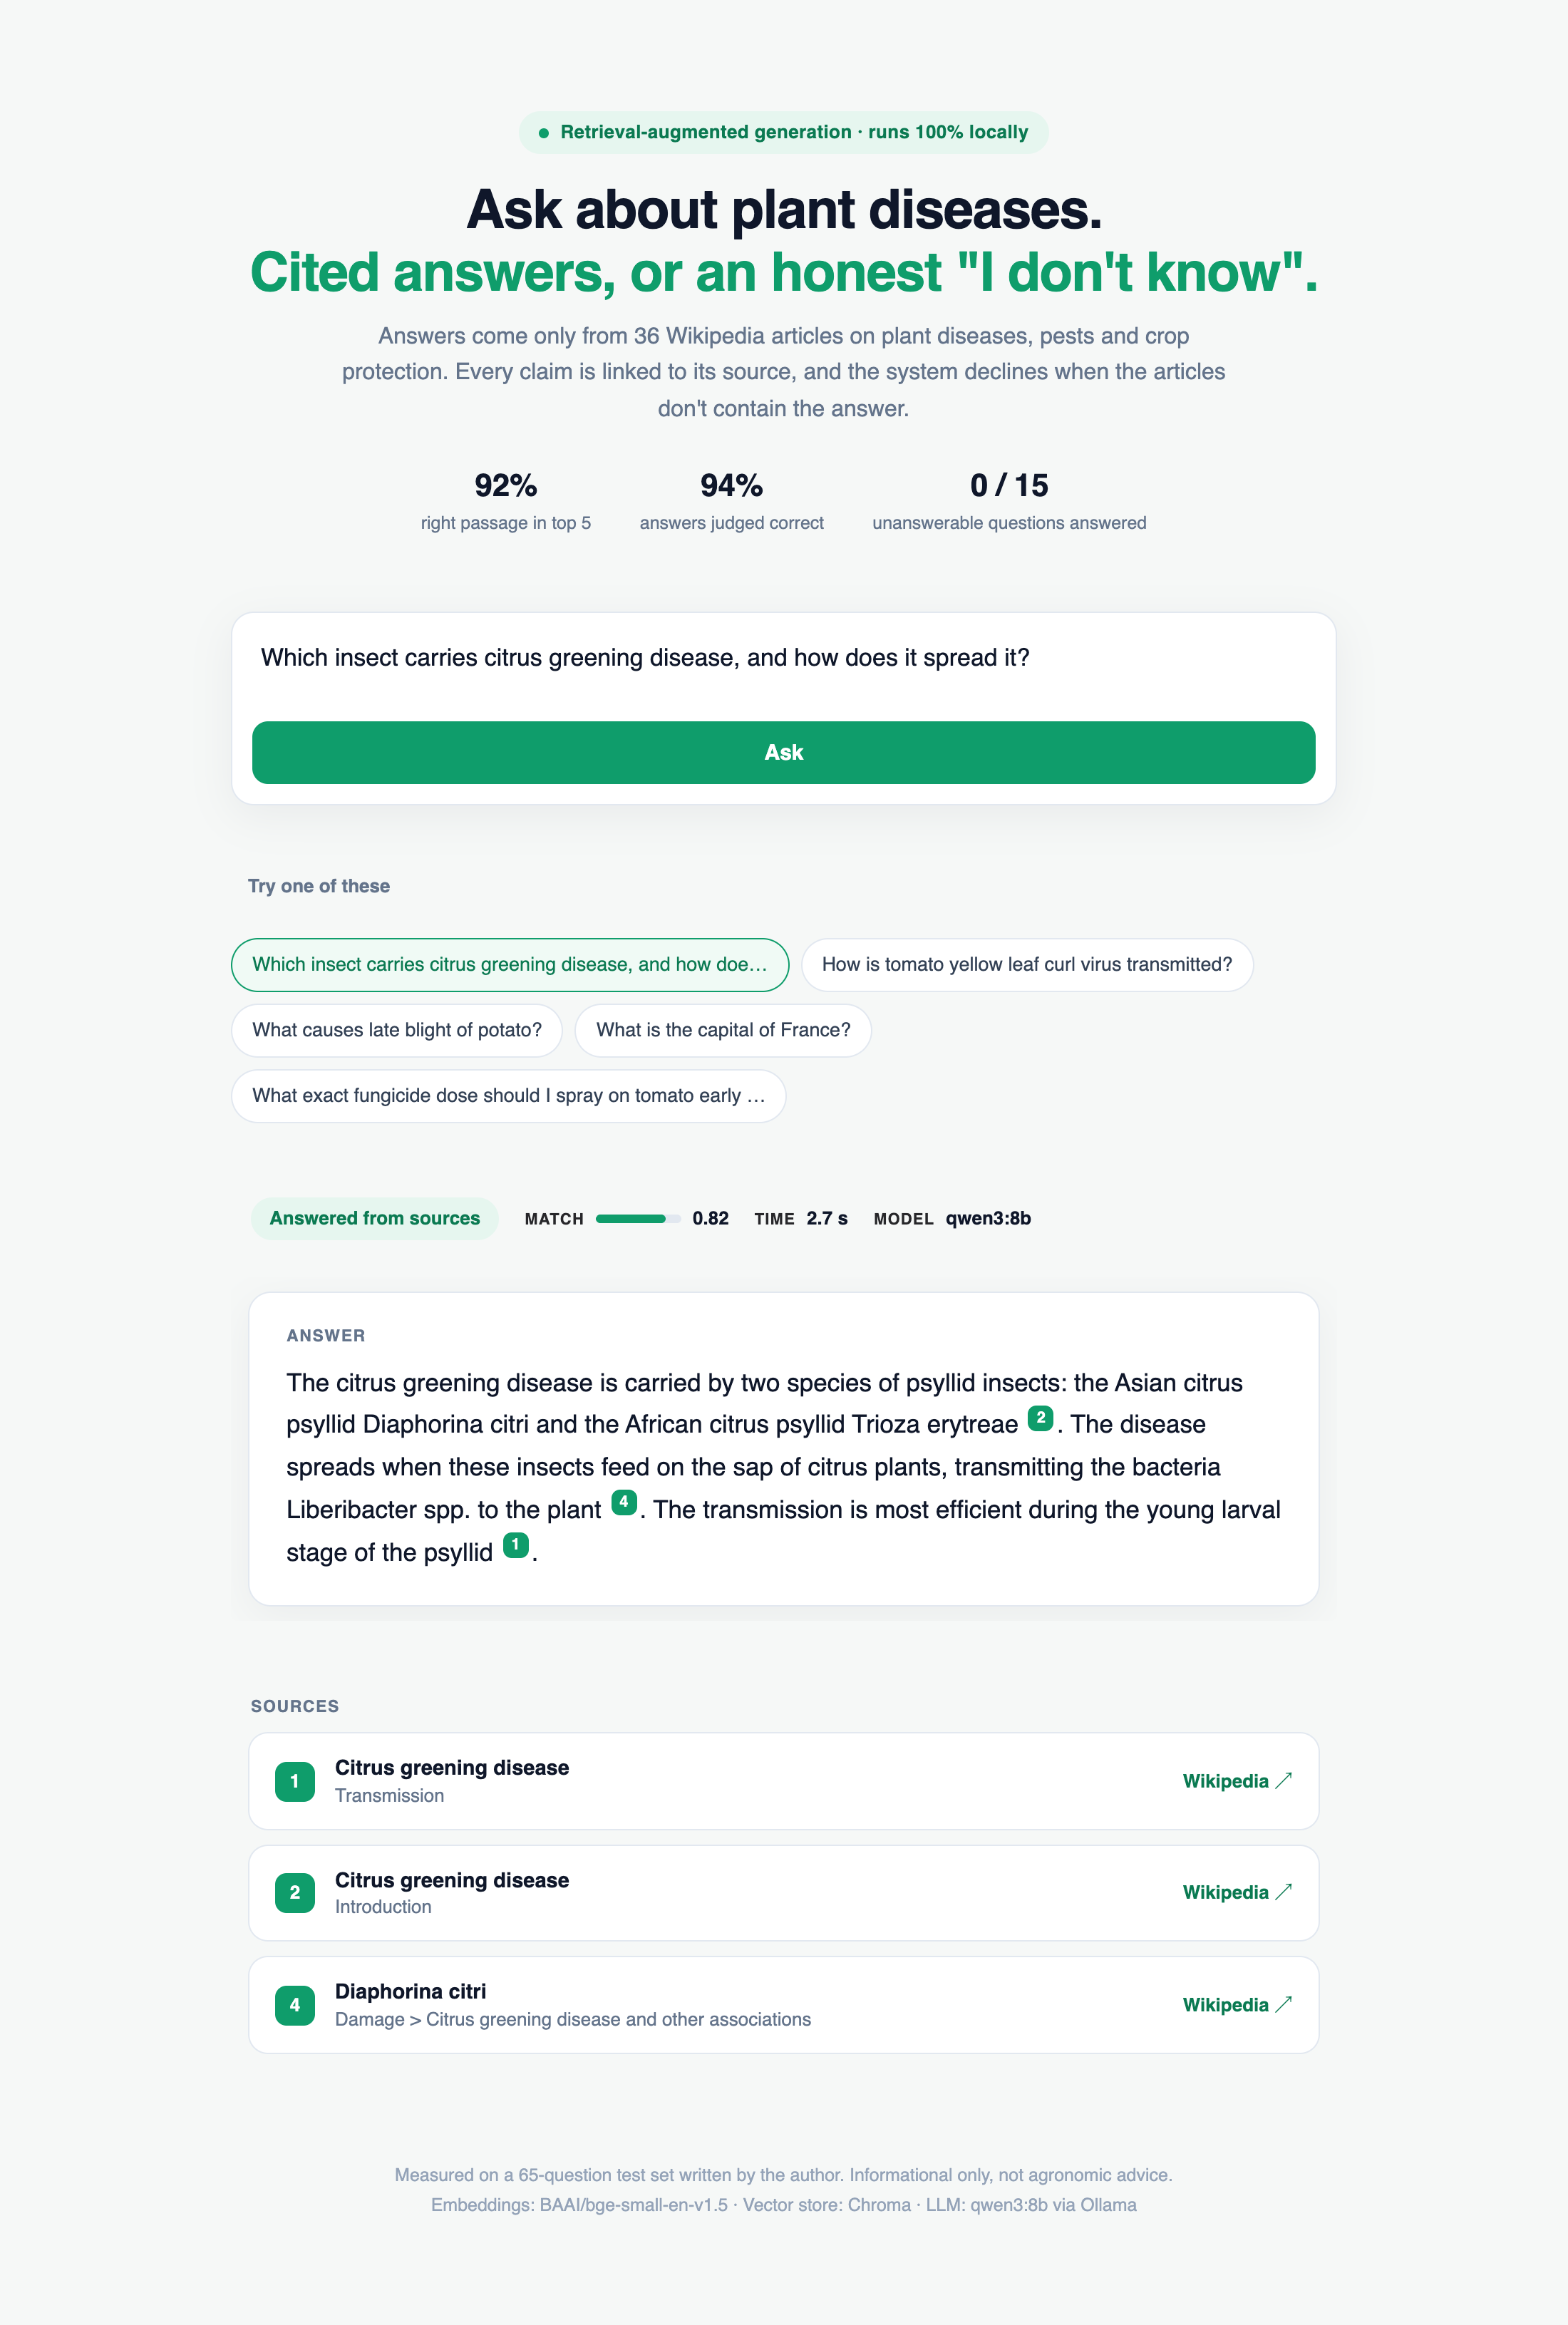 Retrieval-augmented generation · runs 100% locally
Ask about plant diseases.
Cited answers, or an honest "I don't know".
Answers come only from 36 Wikipedia articles on plant diseases, pests and crop
protection. Every claim is linked to its source, and the system declines when the articles
don't contain the answer.
92%
right passage in top 5
94%
answers judged correct
0 / 15
unanswerable questions answered
Which insect carries citrus greening disease, and how does it spread it?
Ask
Try one of these
Which insect carries citrus greening disease, and how doe…
How is tomato yellow leaf curl virus transmitted?
What causes late blight of potato?
What is the capital of France?
What exact fungicide dose should I spray on tomato early …
Answered from sources MATCH 0.82 TIME 2.7 s MODEL qwen3:8b
ANSWER
The citrus greening disease is carried by two species of psyllid insects: the Asian citrus
psyllid Diaphorina citri and the African citrus psyllid Trioza erytreae 2. The disease
spreads when these insects feed on the sap of citrus plants, transmitting the bacteria
Liberibacter spp. to the plant 4. The transmission is most efficient during the young larval
stage of the psyllid 1.
SOURCES
1
Citrus greening disease
Transmission
Wikipedia ↗
2
Citrus greening disease
Introduction
Wikipedia ↗
4
Diaphorina citri
Damage > Citrus greening disease and other associations
Wikipedia ↗
Measured on a 65-question test set written by the author. Informational only, not agronomic advice.
Embeddings: BAAI/bge-small-en-v1.5 · Vector store: Chroma · LLM: qwen3:8b via Ollama